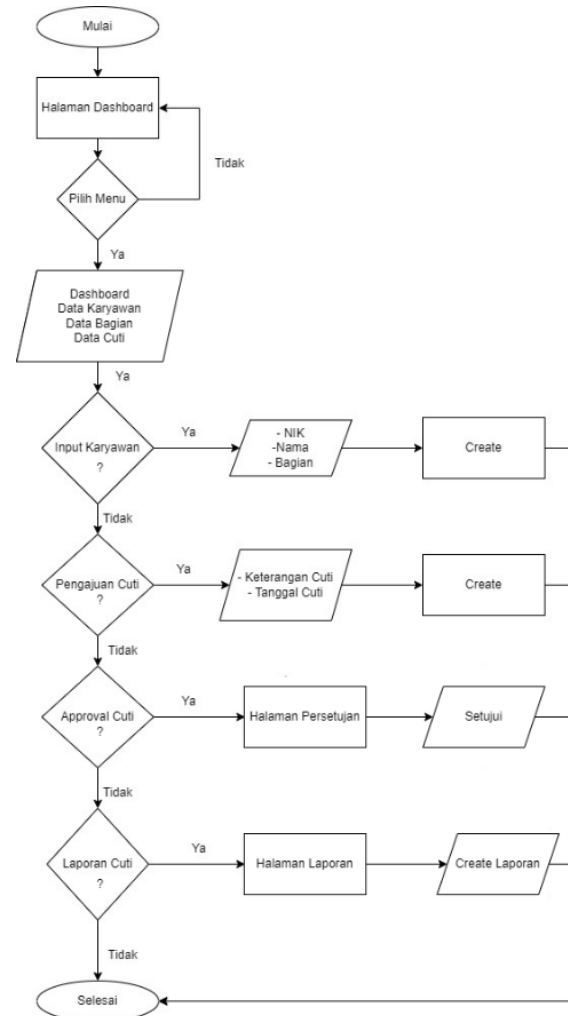 Mulai
Halaman Dashboard
Tidak
Pilih Menu
Ya
Dashboard
Data Karyawan
Data Bagian
Data Cuti
Ya
Input Karyawan
?
Ya
- NIK
-Nama
- Bagian
Create
Tidak
Pengajuan Cuti
?
Ya
- Keterangan Cuti
- Tanggal Cuti
Create
Tidak
Approval Cuti
?
Ya
Halaman Persetujan
Setujui
Tidak
Laporan Cuti
?
Ya
Halaman Laporan
Create Laporan
Tidak
Selesai